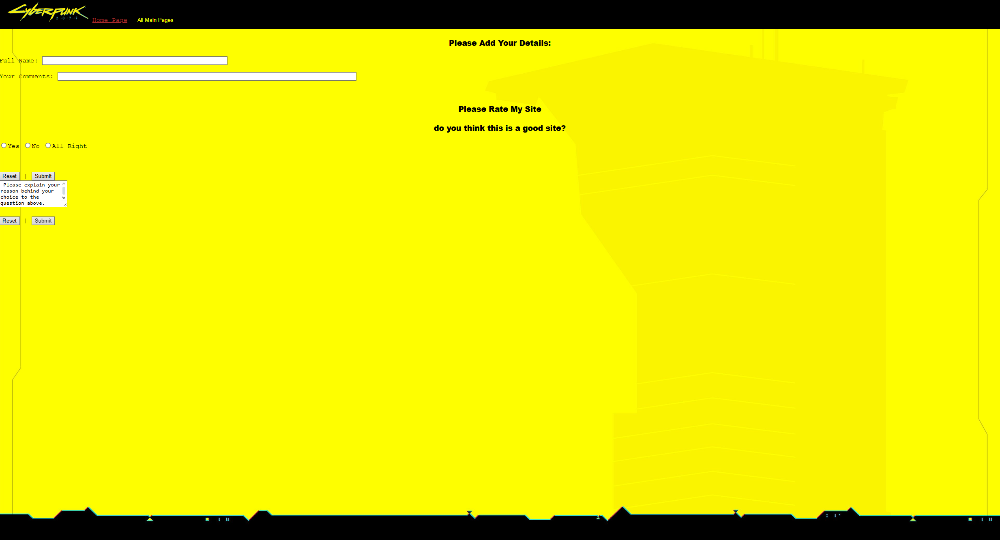 CYBERPUNK
2077
Home Page All Main Pages
Please Add Your Details:
Full Name:
Your Comments:
Please Rate My Site
do you think this is a good site?
Yes No All Right
Reset | Submit
Please explain your
reason behind your
choice to the
question above.
Reset | Submit